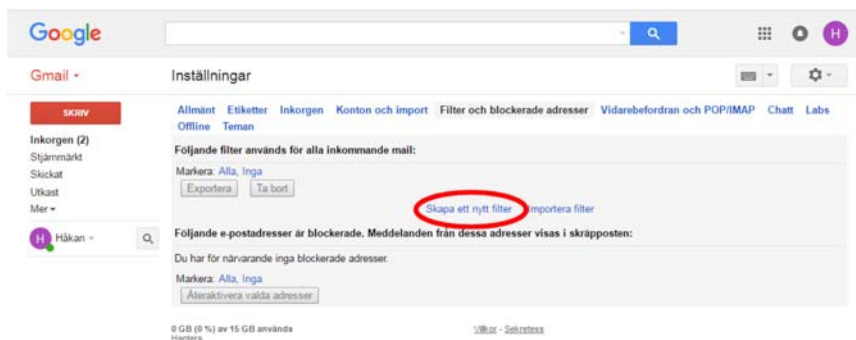 Google
H
Gmail
Inställningar
SKRIV
Allmänt Etiketter Inkorgen Konton och import Filter och blockerade adresser Vidarebefordran och POP/IMAP Chatt Labs
Offline Teman
Inkorgen (2)
Stjärnmärkt
Skickat
Utkast
Mer
H Håkan
Följande filter används för alla inkommande mail:
Markera: Alla, Inga
Exportera Ta bort
Skapa ett nytt filter Importera filter
Följande e-postadresser är blockerade. Meddelanden från dessa adresser visas i skräpposten:
Du har för närvarande inga blockerade adresser.
Markera: Alla, Inga
Återaktivera valda adresser
0 GB (0 %) av 15 GB används
Hantera
Villkor - Sekretess